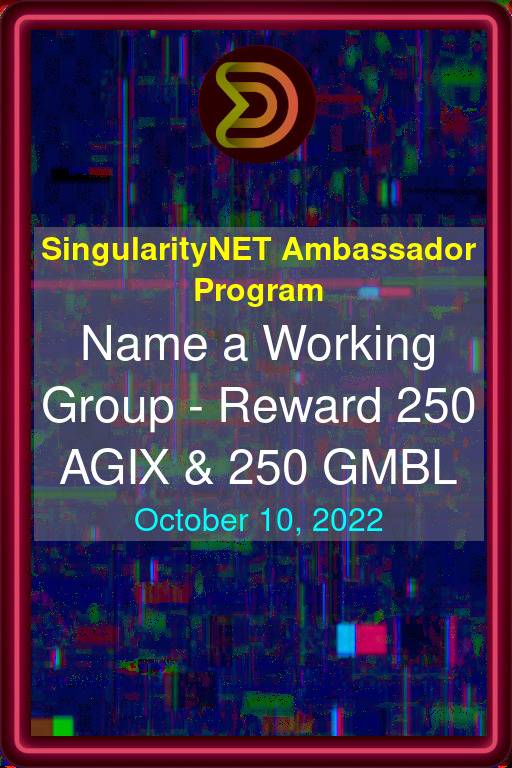 SingularityNET Ambassador
Program
Name a Working
Group - Reward 250
AGIX & 250 GMBL
October 10, 2022